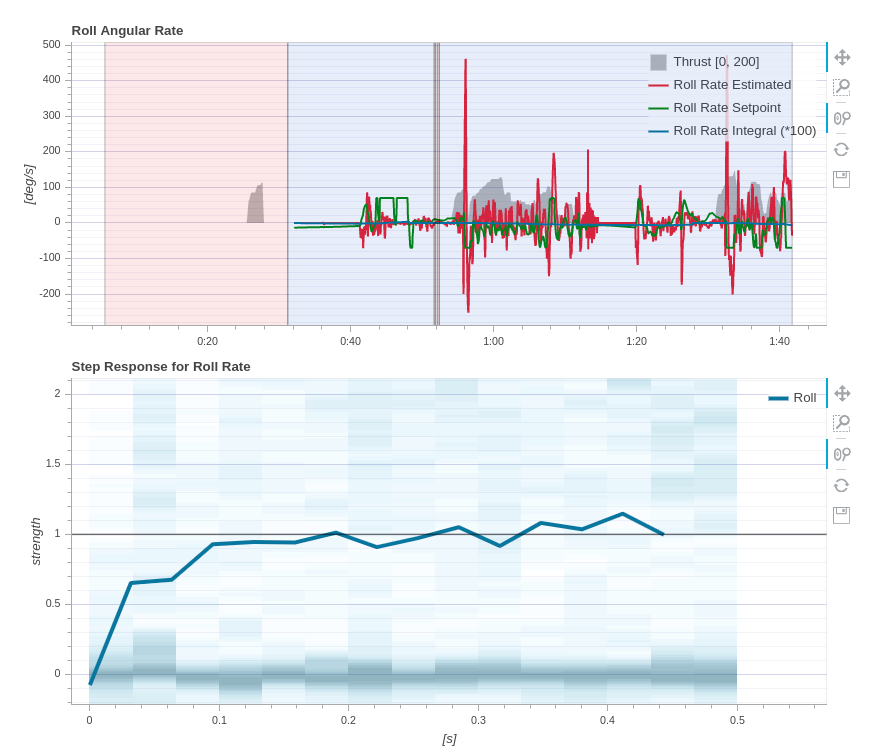 Roll Angular Rate
500
400
300
200
100
0
-100
-200
[deg/s]
Thrust [0, 200]
Roll Rate Estimated
Roll Rate Setpoint
Roll Rate Integral (*100)
0:20
0:40
1:00
1:20
1:40
Step Response for Roll Rate
2
1.5
1
0.5
0
strength
Roll
0
0.1
0.2
0.3
0.4
0.5
[s]